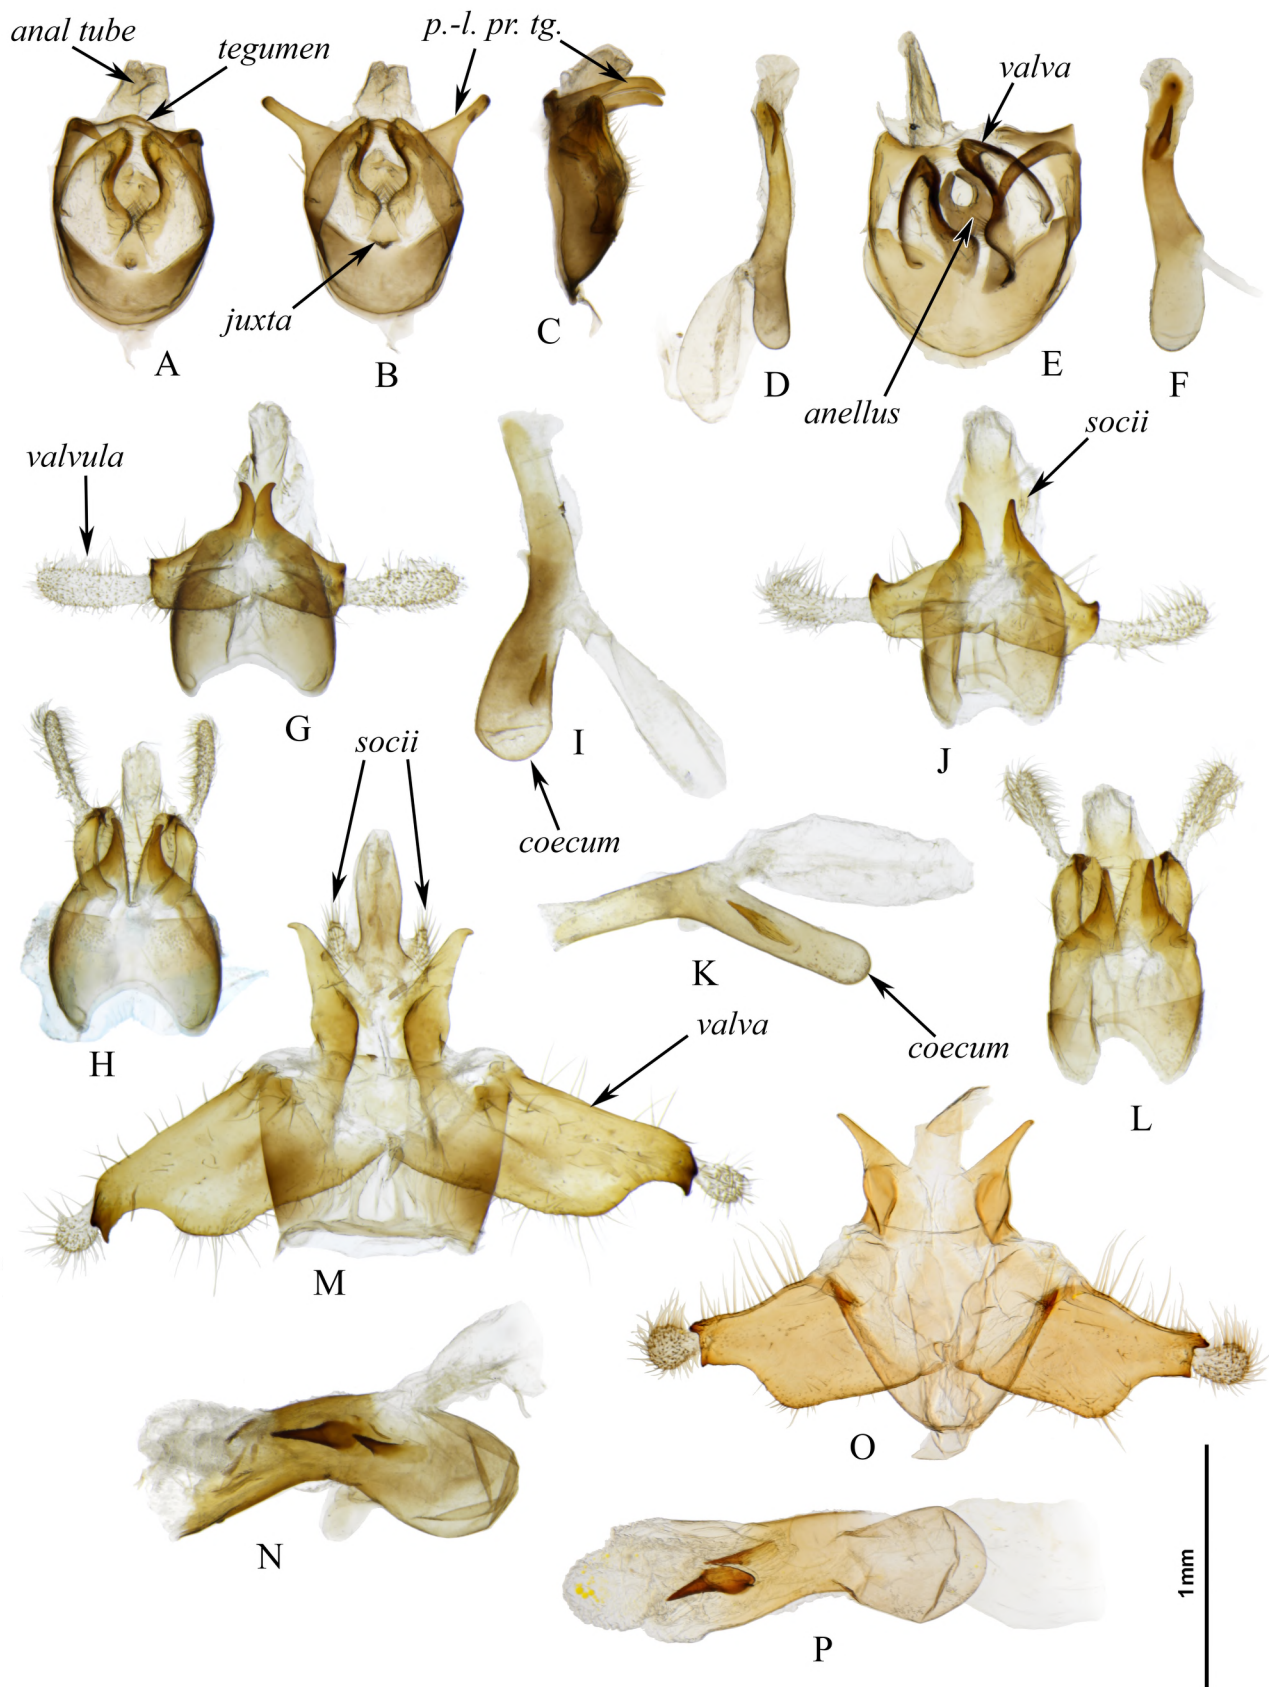 anal tube
tegumen
p.-l. pr. tg.
valva
juxta
anellus
A
B
C
D
E
F
valvula
socii
G
I
J
coecum
socii
H
K
coecum
L
valva
M
N
O
P
1mm